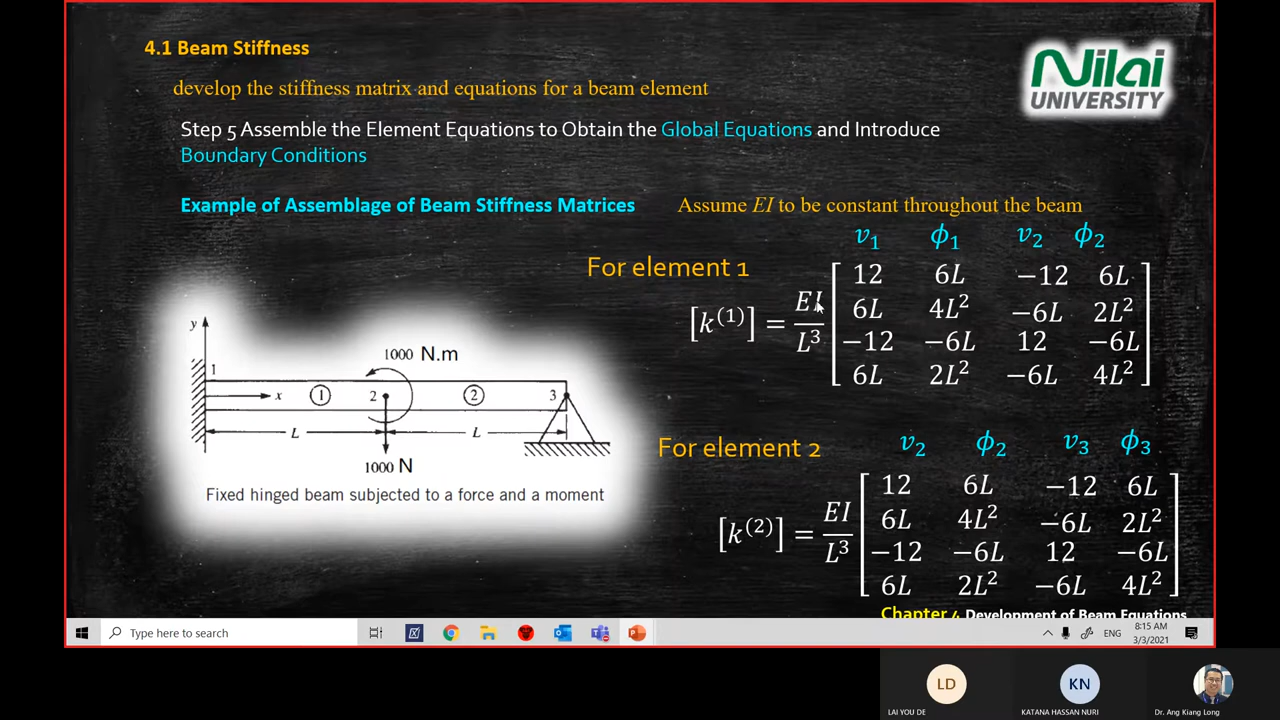 4.1 Beam Stiffness
Nilai
UNIVERSITY
develop the stiffness matrix and equations for a beam element
Step 5 Assemble the Element Equations to Obtain the Global Equations and Introduce
Boundary Conditions
Example of Assemblage of Beam Stiffness Matrices
Assume EI to be constant throughout the beam
For element 1
v₁ ϕ₁ v₂ ϕ₂
[k⁽¹⁾] = EI/L³
12 6L −12 6L
6L 4L² −6L 2L²
−12 −6L 12 −6L
6L 2L² −6L 4L²
y
1
1000 N.m
x
1
2
2
3
L
L
1000 N
Fixed hinged beam subjected to a force and a moment
For element 2
v₂ ϕ₂ v₃ ϕ₃
[k⁽²⁾] = EI/L³
12 6L −12 6L
6L 4L² −6L 2L²
−12 −6L 12 −6L
6L 2L² −6L 4L²
Chapter 4 Development of Beam Equations
Type here to search
ENG
8:15 AM
3/3/2021
LD
LAI YOU DE
KN
KATANA HASSAN NURI
Dr. Ang Kiang Long